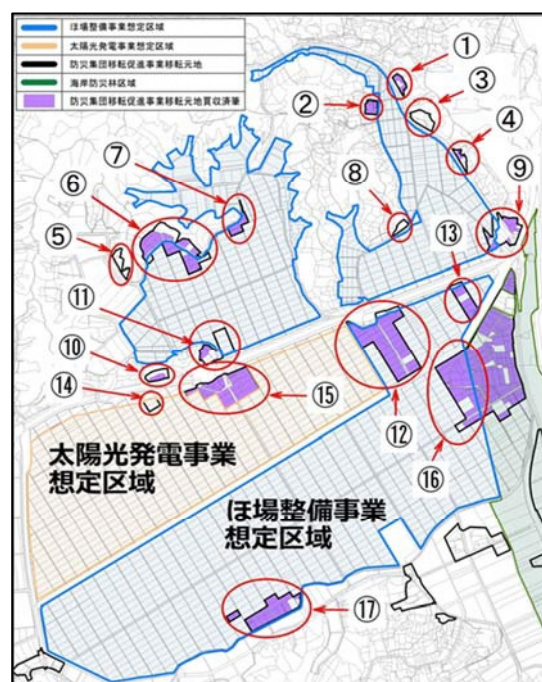 ほ場整備事業想定区域
太陽光発電事業想定区域
防災集団移転促進事業移転元地
海岸防災林区域
防災集団移転促進事業移転元地買収済筆
①
②
③
④
⑦
⑥
⑧
⑨
⑤
⑬
⑪
⑩
⑭
⑮
⑫
⑯
太陽光発電事業
想定区域
ほ場整備事業
想定区域
⑰